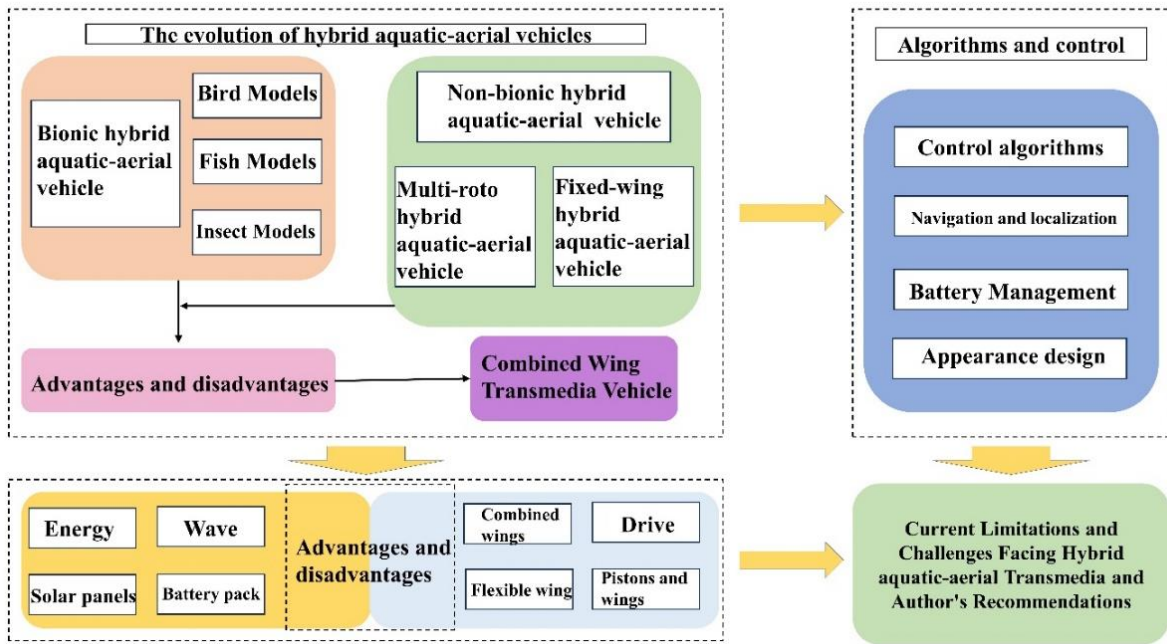 The evolution of hybrid aquatic-aerial vehicles
Bionic hybrid
aquatic-aerial
vehicle
Bird Models
Fish Models
Insect Models
Non-bionic hybrid
aquatic-aerial vehicle
Multi-roto
hybrid
aquatic-aerial
vehicle
Fixed-wing
hybrid
aquatic-aerial
vehicle
Advantages and disadvantages
Combined Wing
Transmedia Vehicle
Algorithms and control
Control algorithms
Navigation and localization
Battery Management
Appearance design
Energy
Wave
Solar panels
Battery pack
Advantages and
disadvantages
Combined
wings
Drive
Flexible wing
Pistons and
wings
Current Limitations and
Challenges Facing Hybrid
aquatic-aerial Transmedia and
Author's Recommendations